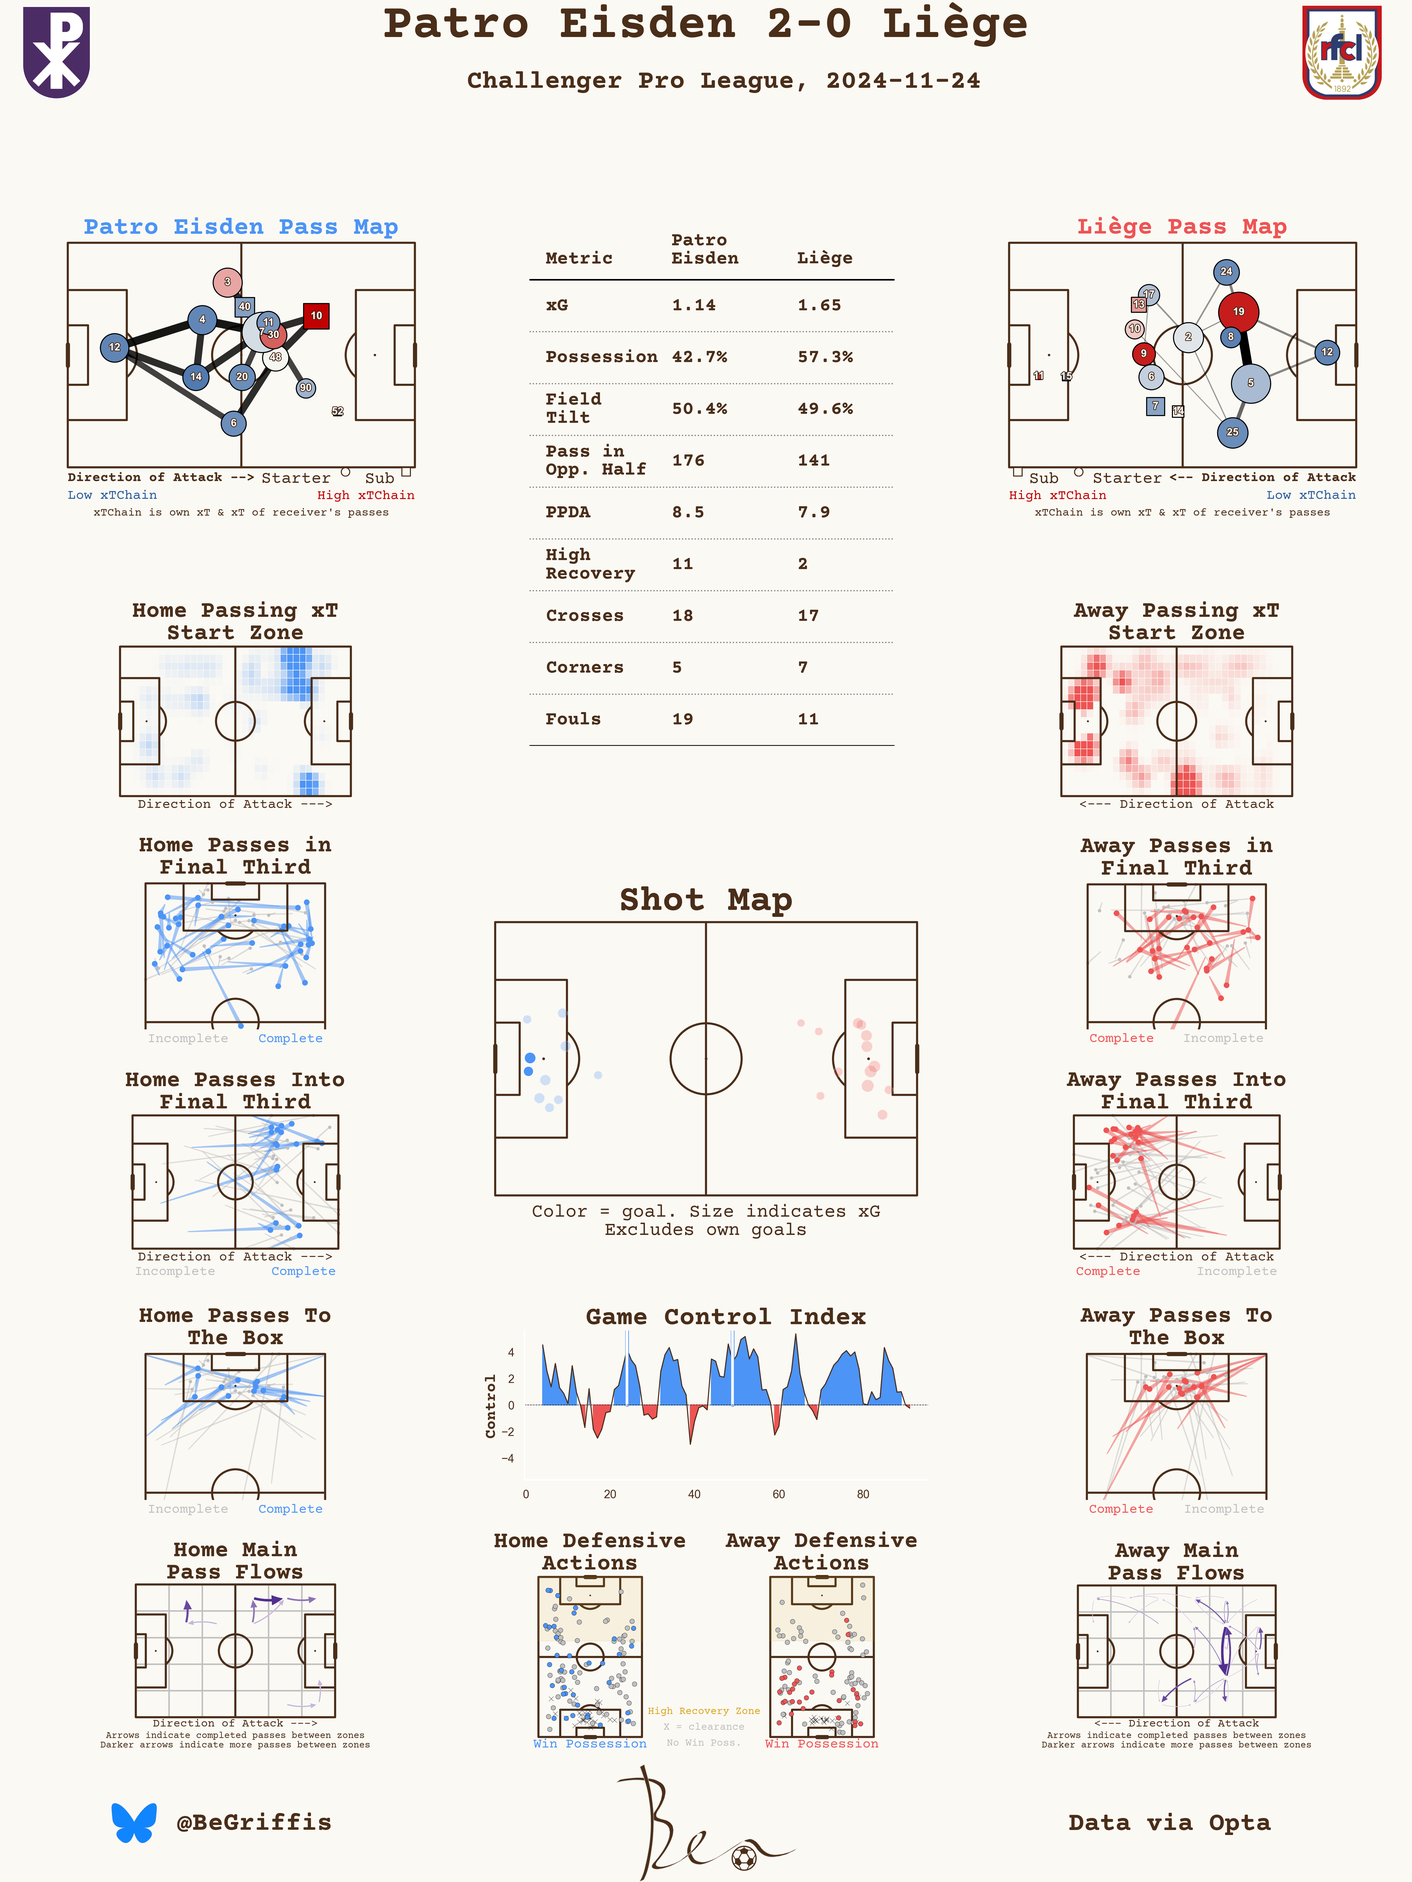 Patro Eisden 2-0 Liège
Challenger Pro League, 2024-11-24
rfcl
1892
Patro Eisden Pass Map
3
40
4
11
7
30
10
12
48
14
20
90
52
6
Direction of Attack --> Starter Sub
Low xTChain High xTChain
xTChain is own xT & xT of receiver's passes
Metric Patro Eisden Liège
xG 1.14 1.65
Possession 42.7% 57.3%
Field Tilt 50.4% 49.6%
Pass in Opp. Half 176 141
PPDA 8.5 7.9
High Recovery 11 2
Crosses 18 17
Corners 5 7
Fouls 19 11
Liège Pass Map
24
17
13
19
10
2
8
9
12
11
15
6
5
7
14
25
Sub Starter <-- Direction of Attack
High xTChain Low xTChain
xTChain is own xT & xT of receiver's passes
Home Passing xT
Start Zone
Direction of Attack --->
Away Passing xT
Start Zone
<--- Direction of Attack
Home Passes in
Final Third
Incomplete Complete
Away Passes in
Final Third
Complete Incomplete
Shot Map
Color = goal. Size indicates xG
Excludes own goals
Home Passes Into
Final Third
Direction of Attack --->
Incomplete Complete
Away Passes Into
Final Third
<--- Direction of Attack
Complete Incomplete
Home Passes To
The Box
Incomplete Complete
Game Control Index
Control
4
2
0
−2
−4
0 20 40 60 80
Away Passes To
The Box
Complete Incomplete
Home Main
Pass Flows
Direction of Attack --->
Arrows indicate completed passes between zones
Darker arrows indicate more passes between zones
Home Defensive
Actions
Win Possession
High Recovery Zone
X = clearance
No Win Poss.
Away Defensive
Actions
Win Possession
Away Main
Pass Flows
<--- Direction of Attack
Arrows indicate completed passes between zones
Darker arrows indicate more passes between zones
@BeGriffis
Ben
Data via Opta